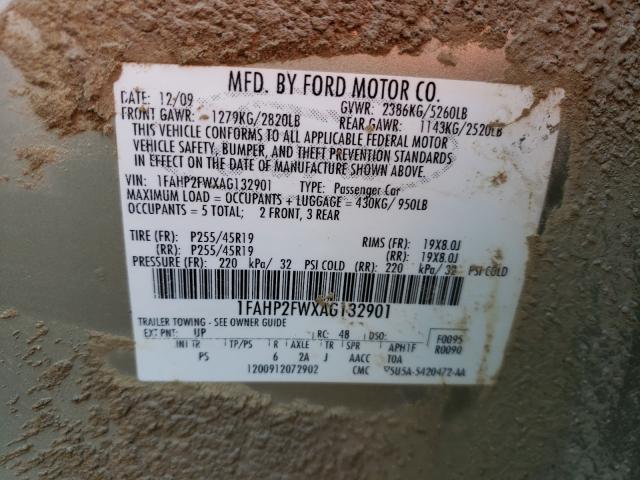 MFD. BY FORD MOTOR CO.
DATE: 12/09 GVWR: 2386KG/5260LB
FRONT GAWR: 1279KG/2820LB REAR GAWR: 1143KG/2520LB
THIS VEHICLE CONFORMS TO ALL APPLICABLE FEDERAL MOTOR
VEHICLE SAFETY, BUMPER, AND THEFT PREVENTION STANDARDS
IN EFFECT ON THE DATE OF MANUFACTURE SHOWN ABOVE.
VIN: 1FAHP2FWXAG132901 TYPE: Passenger Car
MAXIMUM LOAD = OCCUPANTS + LUGGAGE = 430KG/ 950LB
OCCUPANTS = 5 TOTAL; 2 FRONT, 3 REAR
TIRE (FR): P255/45R19 RIMS (FR): 19X8.0J
(RR): P255/45R19 (RR): 19X8.0J
PRESSURE (FR): 220 kPa/ 32 PSI COLD (RR): 220 kPa/ 32 PSI COLD
1FAHP2FWXAG132901
TRAILER TOWING - SEE OWNER GUIDE
EXT PNT: UP RC: 48 DSO: F0095
R0090
INT TR TP/PS R AXLE TR SPR APHTF
PS 6 2A J AACC TOA
1200912072902 CMC 5U5A-5420472-AA